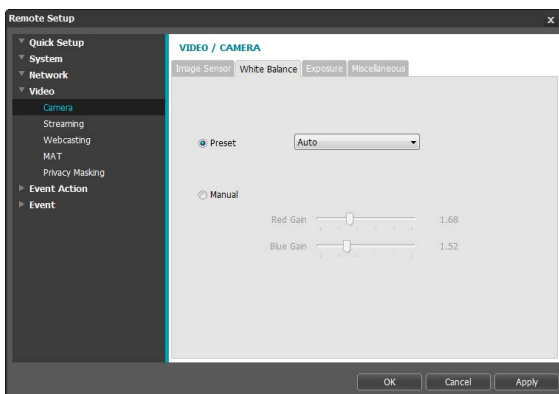 Remote Setup
x
Quick Setup
System
Network
Video
Camera
Streaming
Webcasting
MAT
Privacy Masking
Event Action
Event
VIDEO / CAMERA
Image Sensor White Balance Exposure Miscellaneous
Preset Auto
Manual
Red Gain 1.68
Blue Gain 1.52
OK Cancel Apply